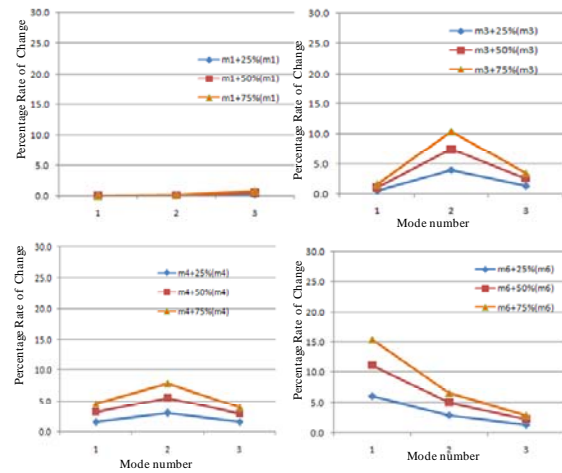 Percentage Rate of Change
30.0
25.0
20.0
15.0
10.0
5.0
0.0
m1+25%(m1)
m1+50%(m1)
m1+75%(m1)
1
2
3
Percentage Rate of Change
30.0
25.0
20.0
15.0
10.0
5.0
0.0
m3+25%(m3)
m3+50%(m3)
m3+75%(m3)
1
2
3
Mode number
Percentage Rate of Change
30.0
25.0
20.0
15.0
10.0
5.0
0.0
m4+25%(m4)
m4+50%(m4)
m4+75%(m4)
1
2
3
Mode number
Percentage Rate of Change
30.0
25.0
20.0
15.0
10.0
5.0
0.0
m6+25%(m6)
m6+50%(m6)
m6+75%(m6)
1
2
3
Mode number